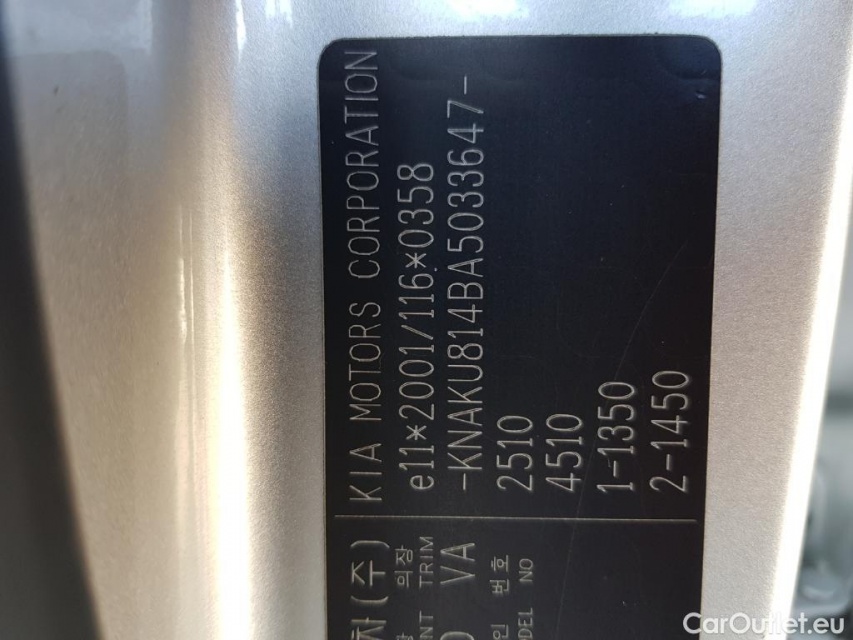 KIA MOTORS CORPORATION
e11*2001/116*0358
-KNAKU814BA5033647-
2510
4510
1-1350
2-1450
(주)
의장
TRIM
VA
번호
NO
CarOutlet.eu